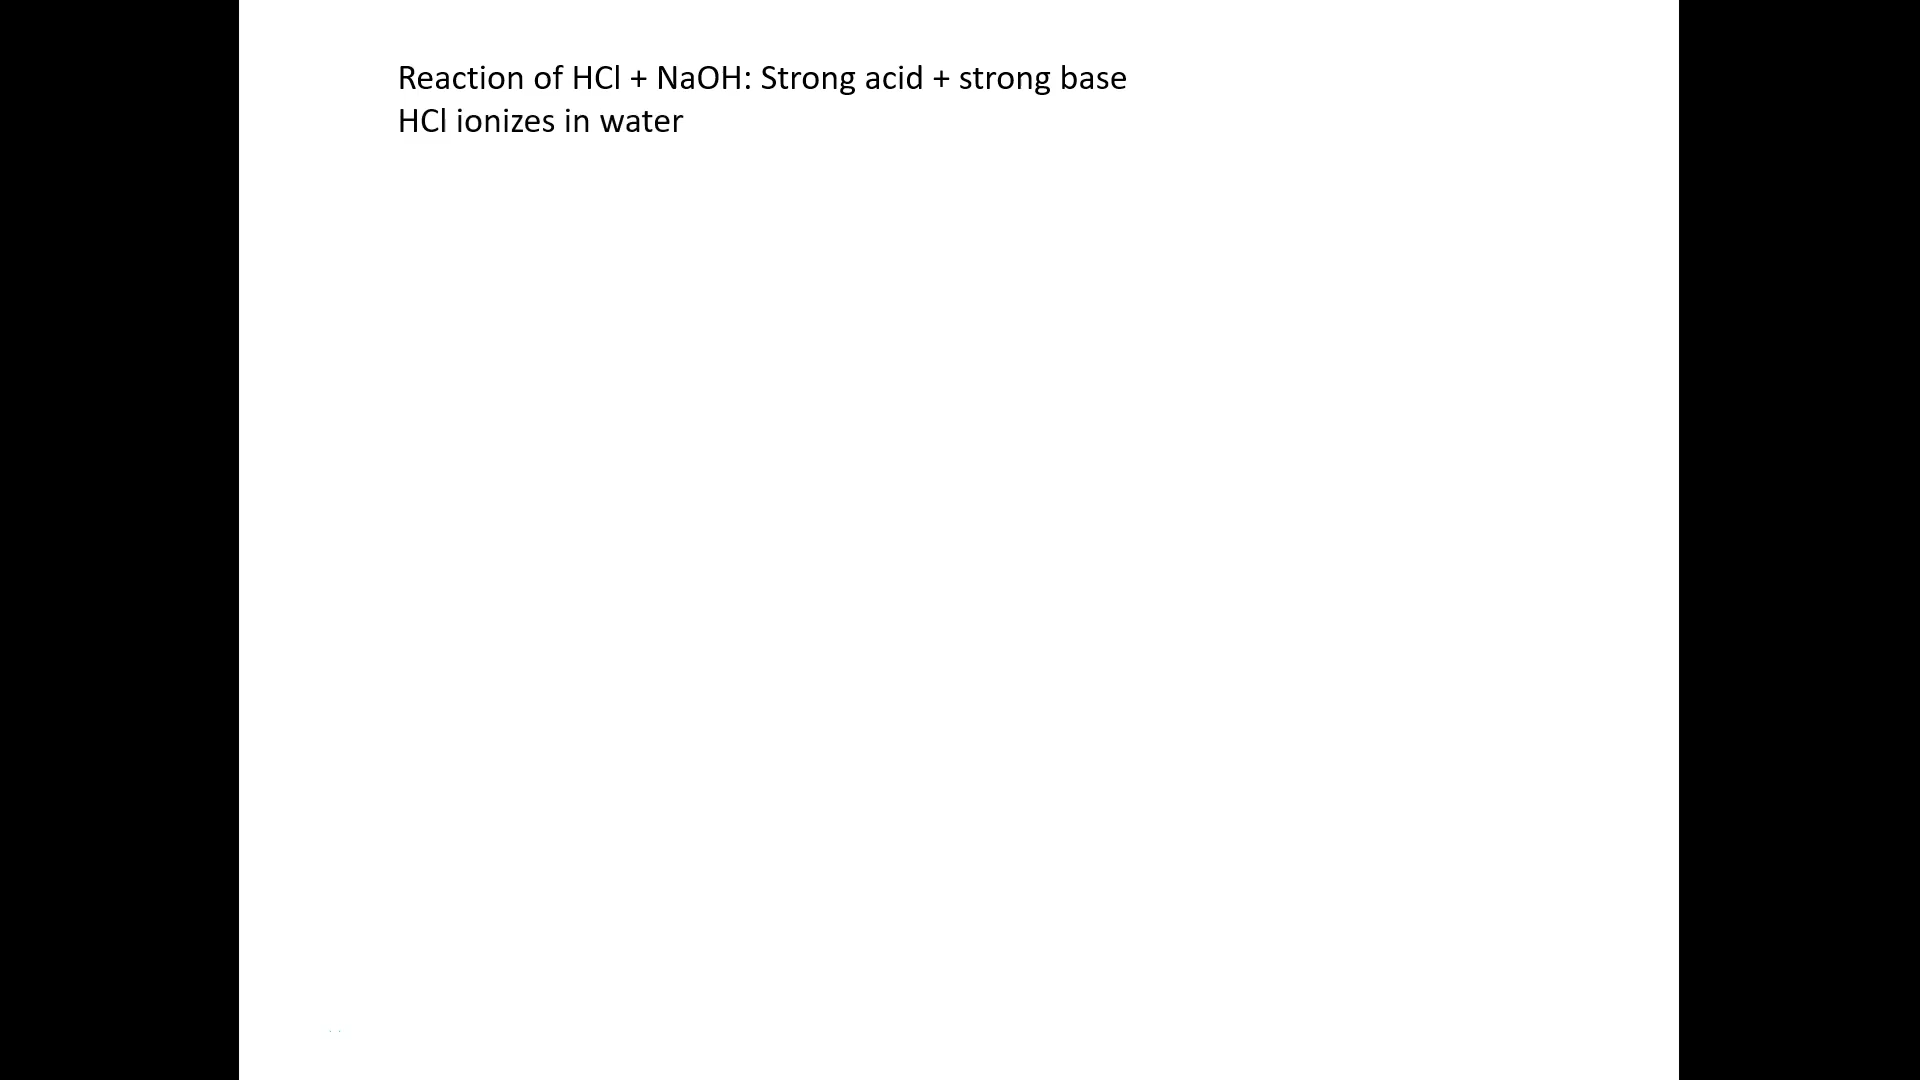 Reaction of HCl + NaOH: Strong acid + strong base
HCl ionizes in water